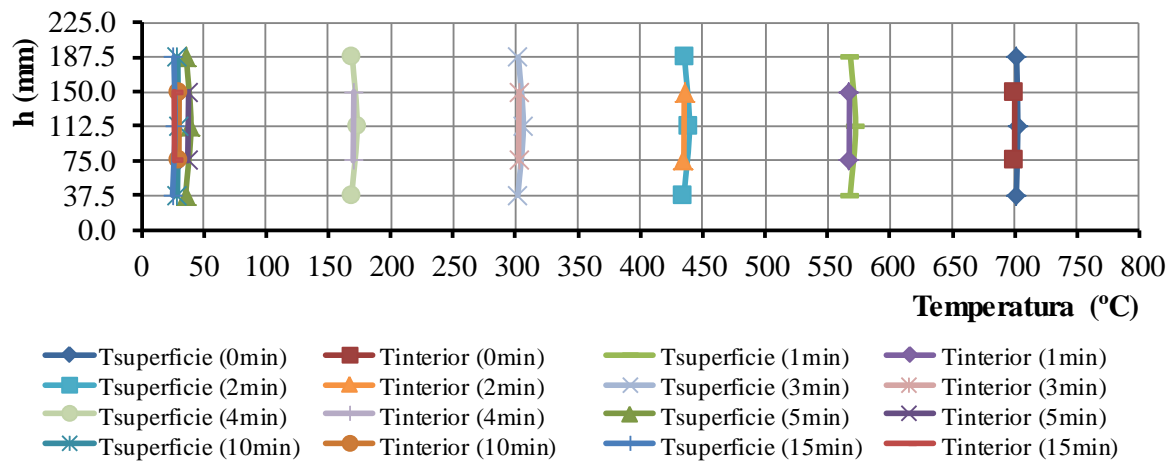 225.0
187.5
150.0
112.5
75.0
37.5
0.0
h (mm)
0 50 100 150 200 250 300 350 400 450 500 550 600 650 700 750 800
Temperatura (ºC)
Tsuperficie (0min) Tinterior (0min) Tsuperficie (1min) Tinterior (1min)
Tsuperficie (2min) Tinterior (2min) Tsuperficie (3min) Tinterior (3min)
Tsuperficie (4min) Tinterior (4min) Tsuperficie (5min) Tinterior (5min)
Tsuperficie (10min) Tinterior (10min) Tsuperficie (15min) Tinterior (15min)